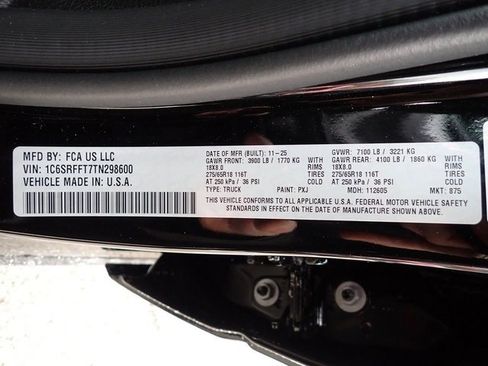 MFD BY: FCA US LLC
VIN: 1C6SRFFT7TN298600
VEHICLE MADE IN U.S.A.
DATE OF MFR (BUILT): 11-25 GVWR: 7100 LB / 3221 KG
GAWR FRONT: 3900 LB / 1770 KG WITH GAWR REAR: 4100 LB / 1860 KG WITH
18X8.0 RIMS 18X8.0 RIMS
275/65R18 116T TIRES 275/65R18 116T TIRES
AT 250 kPa / 36 PSI COLD AT 250 kPa / 36 PSI COLD
TYPE: TRUCK PAINT: PXJ MDH: 112605 MKT: 875
THIS VEHICLE CONFORMS TO ALL APPLICABLE U.S.A. FEDERAL MOTOR VEHICLE SAFETY
STANDARDS IN EFFECT ON THE DATE OF MANUFACTURE SHOWN ABOVE.